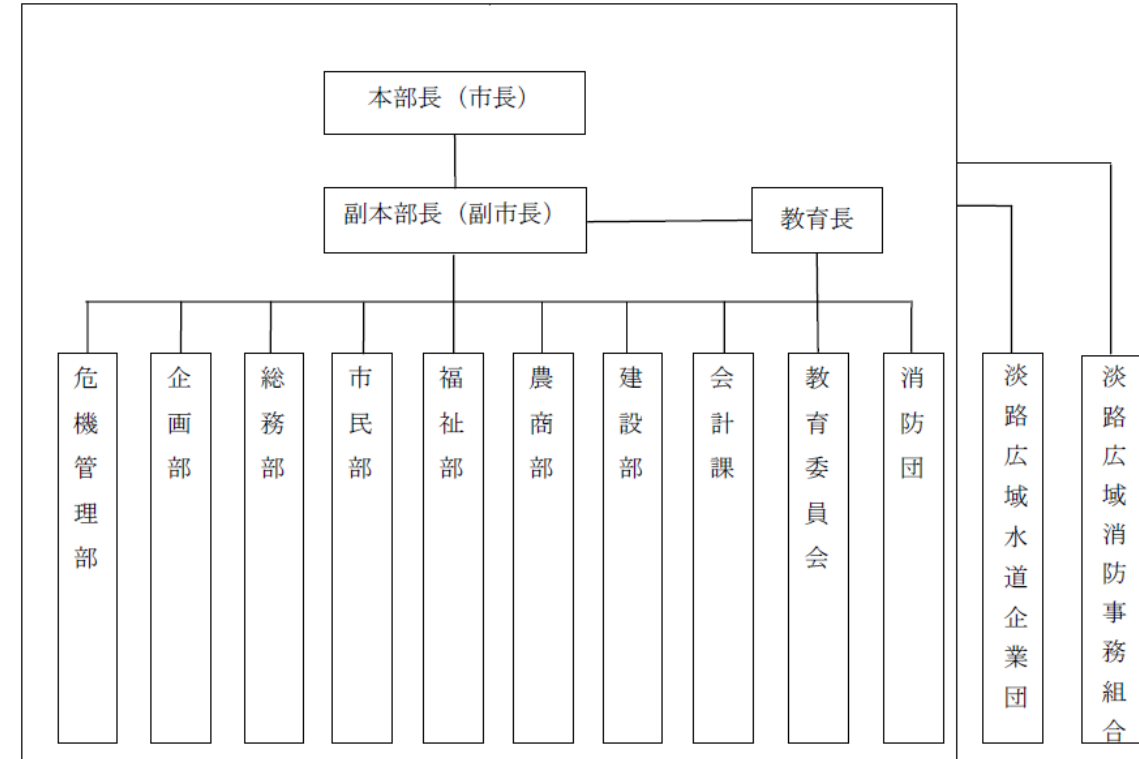 本部長（市長）
副本部長（副市長）
教育長
危機管理部
企画部
総務部
市民部
福祉部
農商部
建設部
会計課
教育委員会
消防団
淡路広域水道企業団
淡路広域消防事務組合